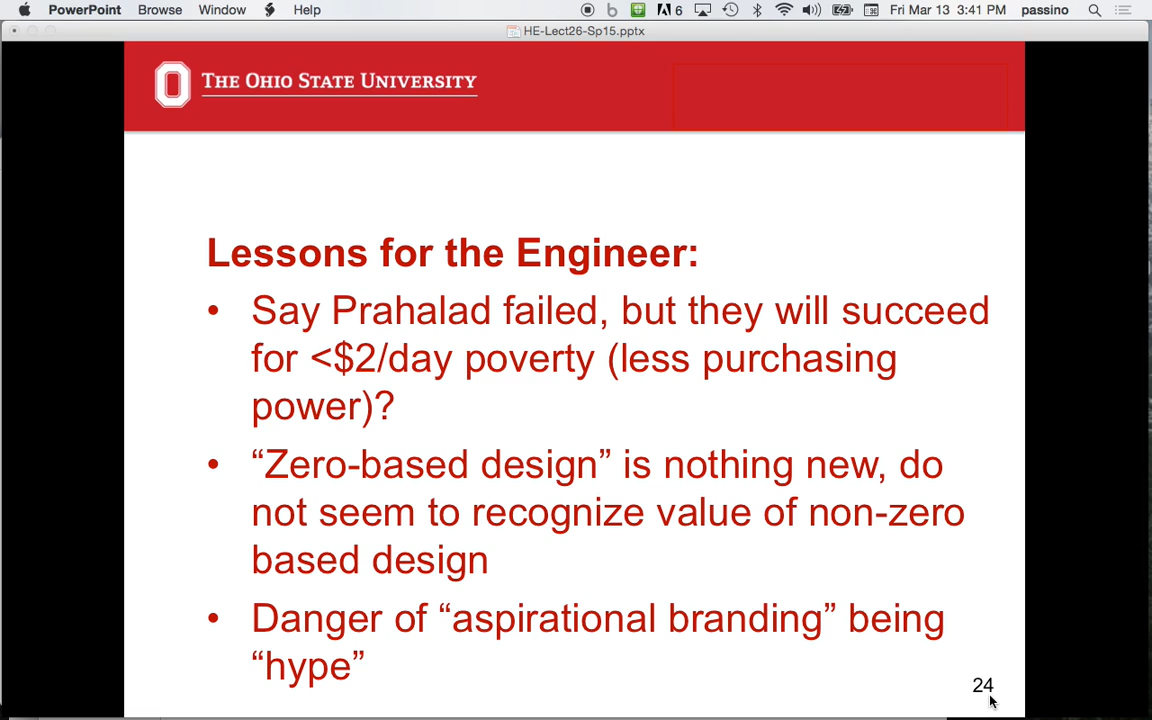 PowerPoint Browse Window Help 6 Fri Mar 13 3:41 PM passino
HE-Lect26-Sp15.pptx
THE OHIO STATE UNIVERSITY
Lessons for the Engineer:
• Say Prahalad failed, but they will succeed
for <$2/day poverty (less purchasing
power)?
• “Zero-based design” is nothing new, do
not seem to recognize value of non-zero
based design
• Danger of “aspirational branding” being
“hype”
24